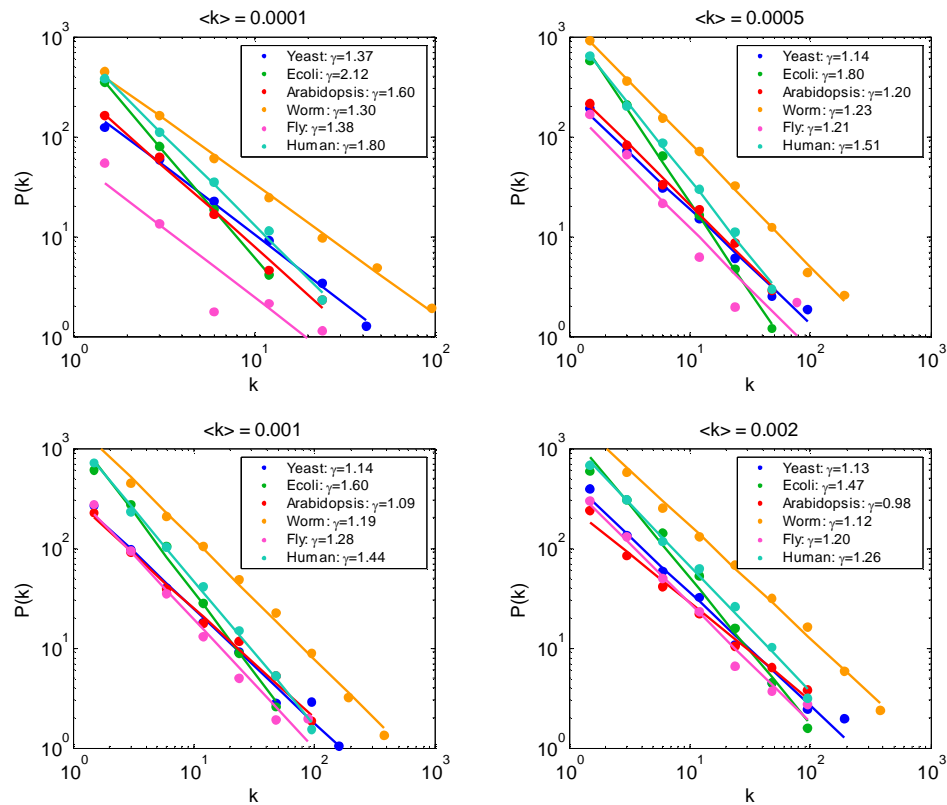 <k> = 0.0001
10^3
10^2
10^1
10^0
P(k)
10^0
10^1
10^2
k
Yeast: γ=1.37
Ecoli: γ=2.12
Arabidopsis: γ=1.60
Worm: γ=1.30
Fly: γ=1.38
Human: γ=1.80
<k> = 0.0005
10^3
10^2
10^1
10^0
P(k)
10^0
10^1
10^2
10^3
k
Yeast: γ=1.14
Ecoli: γ=1.80
Arabidopsis: γ=1.20
Worm: γ=1.23
Fly: γ=1.21
Human: γ=1.51
<k> = 0.001
10^3
10^2
10^1
10^0
P(k)
10^0
10^1
10^2
10^3
k
Yeast: γ=1.14
Ecoli: γ=1.60
Arabidopsis: γ=1.09
Worm: γ=1.19
Fly: γ=1.28
Human: γ=1.44
<k> = 0.002
10^3
10^2
10^1
10^0
P(k)
10^0
10^1
10^2
10^3
k
Yeast: γ=1.13
Ecoli: γ=1.47
Arabidopsis: γ=0.98
Worm: γ=1.12
Fly: γ=1.20
Human: γ=1.26